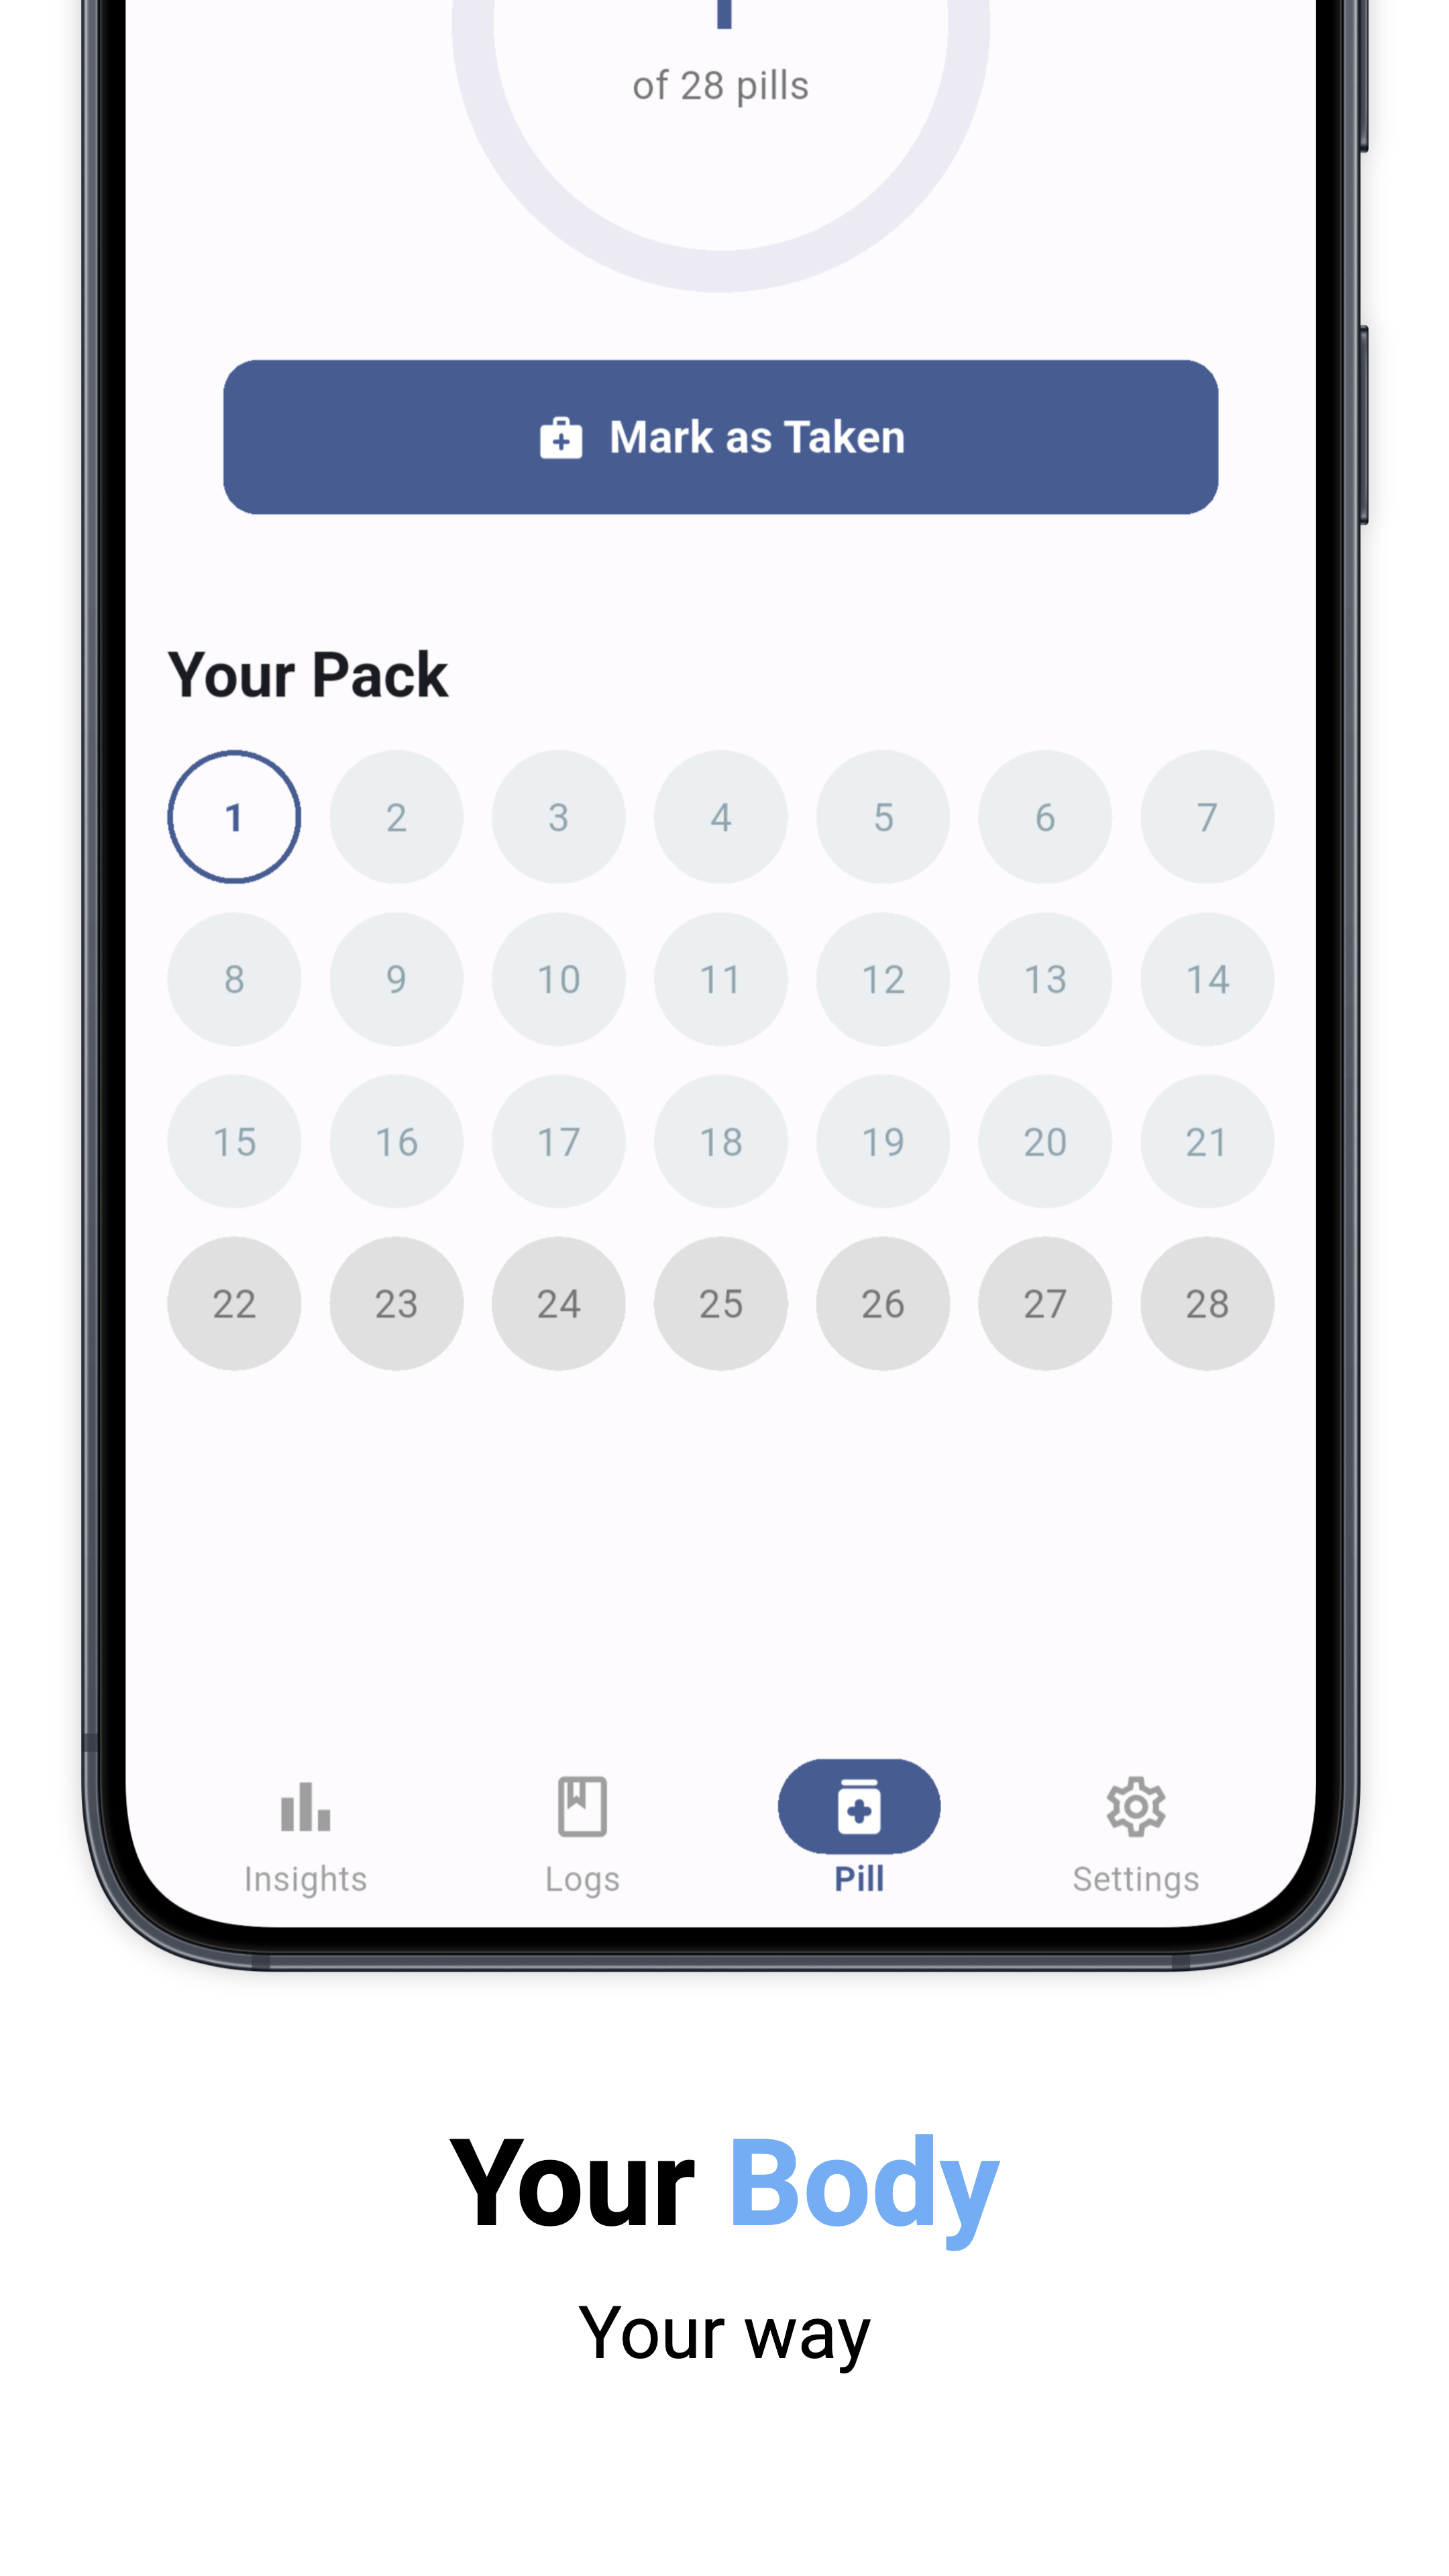 of 28 pills
Mark as Taken
Your Pack
1 2 3 4 5 6 7
8 9 10 11 12 13 14
15 16 17 18 19 20 21
22 23 24 25 26 27 28
Insights Logs Pill Settings
Your Body
Your way